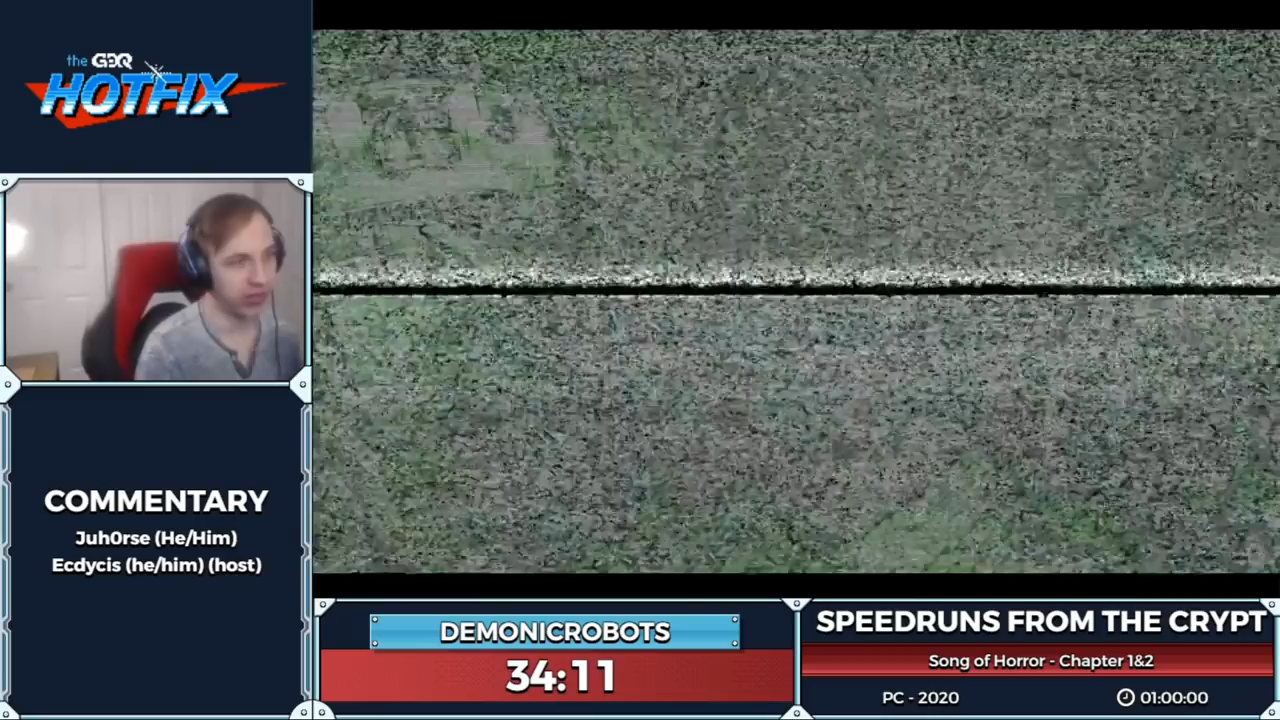 the GDQ
HOTFIX
COMMENTARY
Juh0rse (He/Him)
Ecdycis (he/him) (host)
DEMONICROBOTS
34:11
SPEEDRUNS FROM THE CRYPT
Song of Horror - Chapter 1&2
PC - 2020
01:00:00